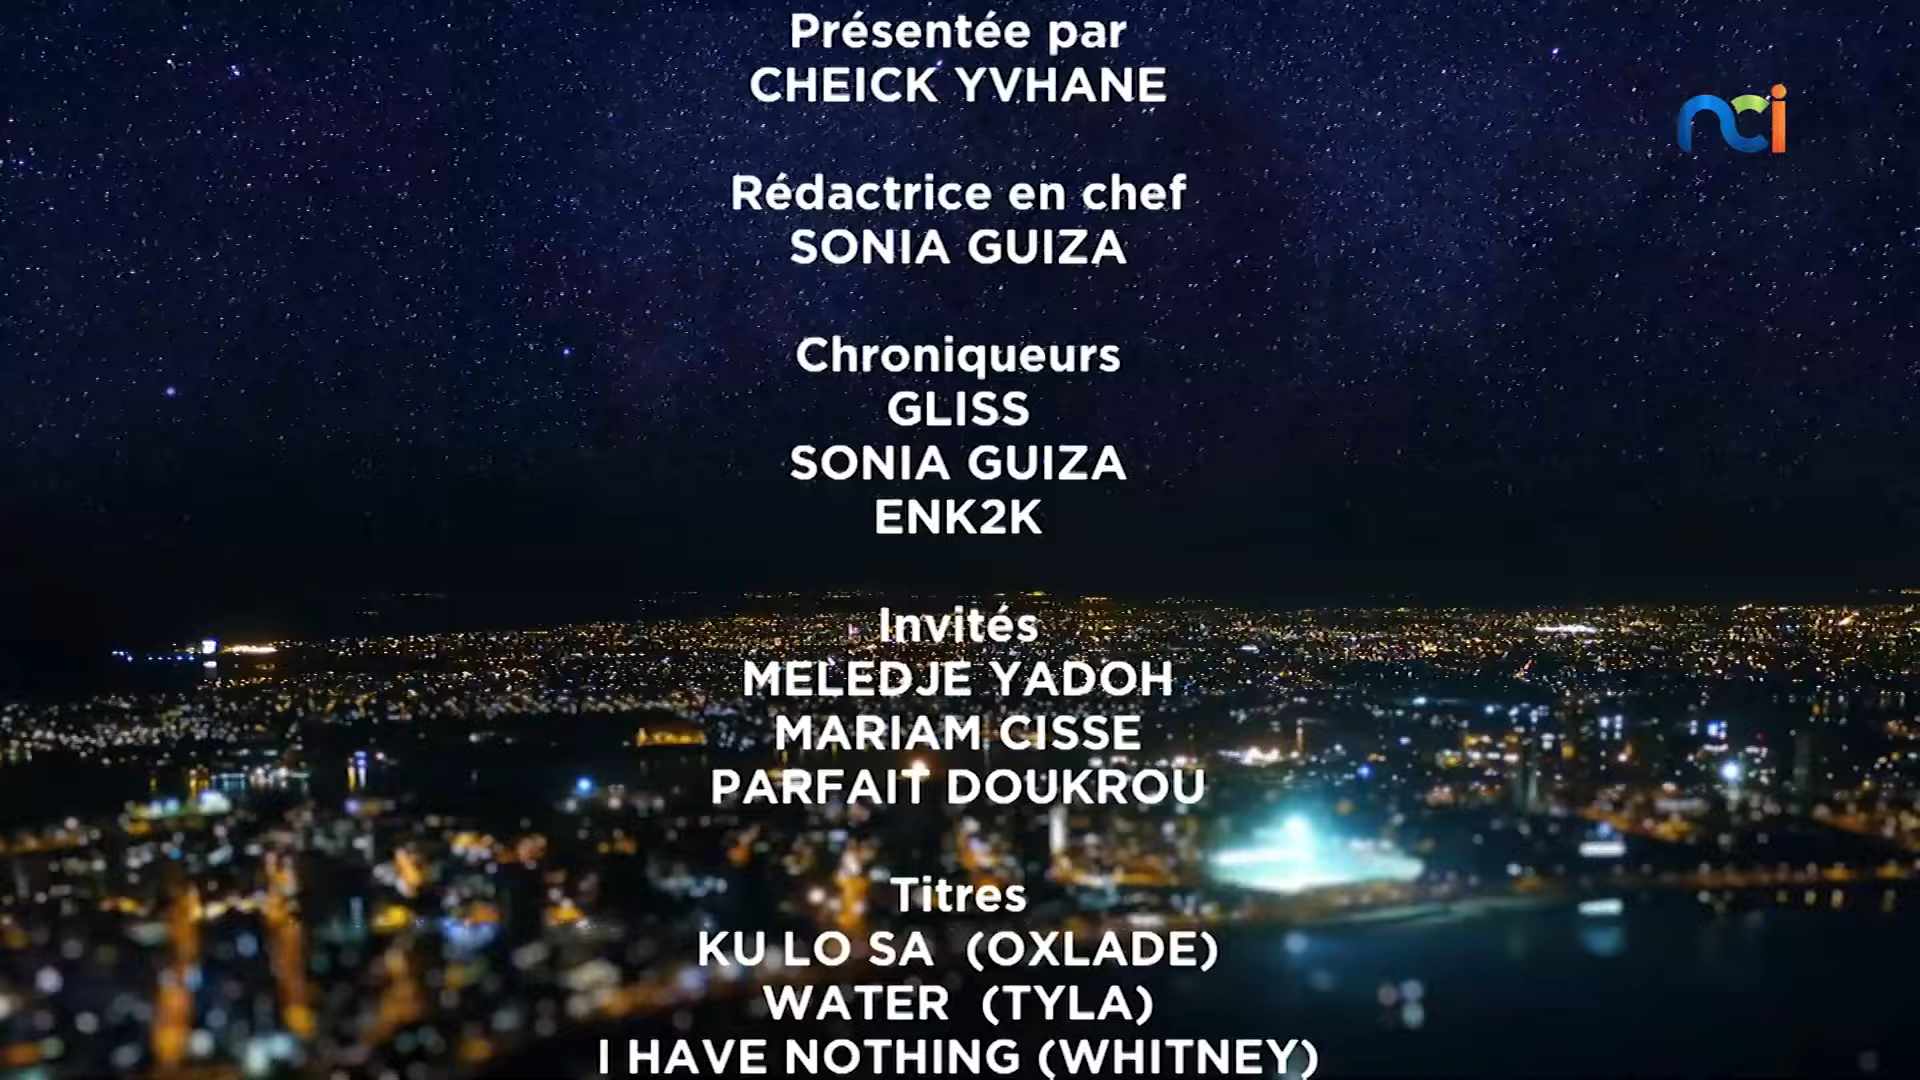 Présentée par
CHEICK YVHANE
nci
Rédactrice en chef
SONIA GUIZA
Chroniqueurs
GLISS
SONIA GUIZA
ENK2K
Invités
MELEDJE YADOH
MARIAM CISSE
PARFAIT DOUKROU
Titres
KU LO SA (OXLADE)
WATER (TYLA)
I HAVE NOTHING (WHITNEY)